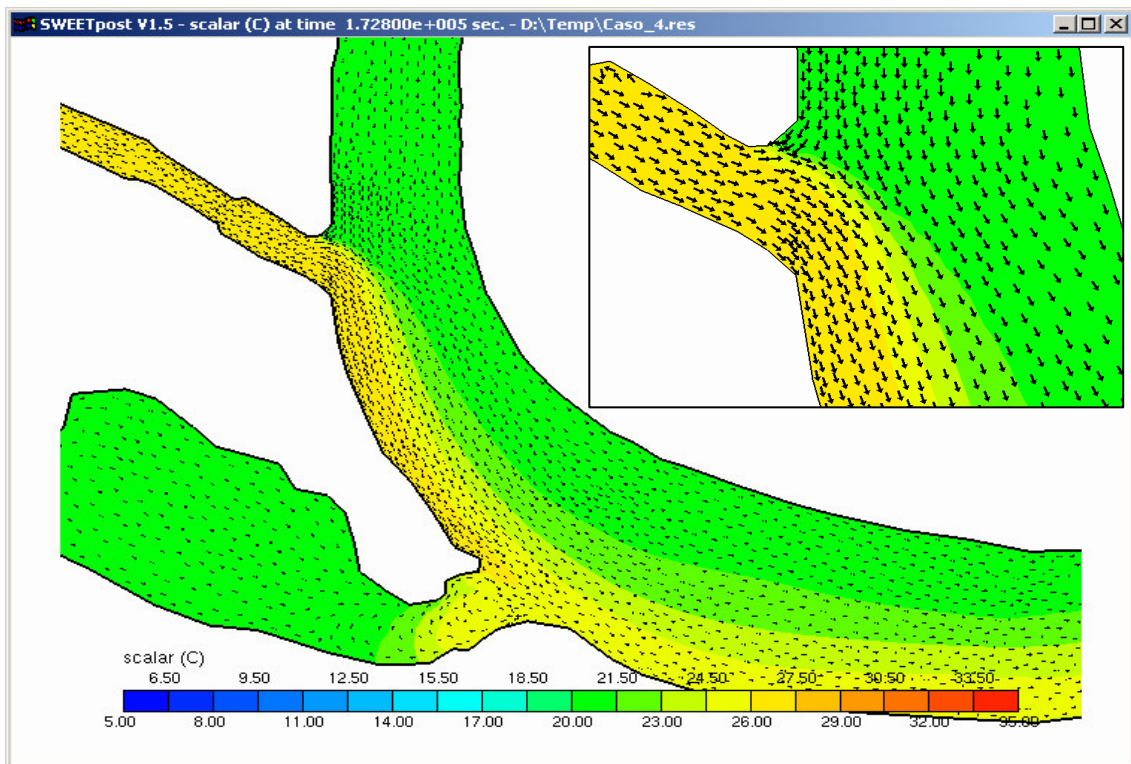 SWEETpost V1.5 - scalar (C) at time 1.72800e+005 sec. - D:\Temp\Caso_4.res
scalar (C)
6.50 9.50 12.50 15.50 18.50 21.50 24.50 27.50 30.50 33.50
5.00 8.00 11.00 14.00 17.00 20.00 23.00 26.00 29.00 32.00 35.00